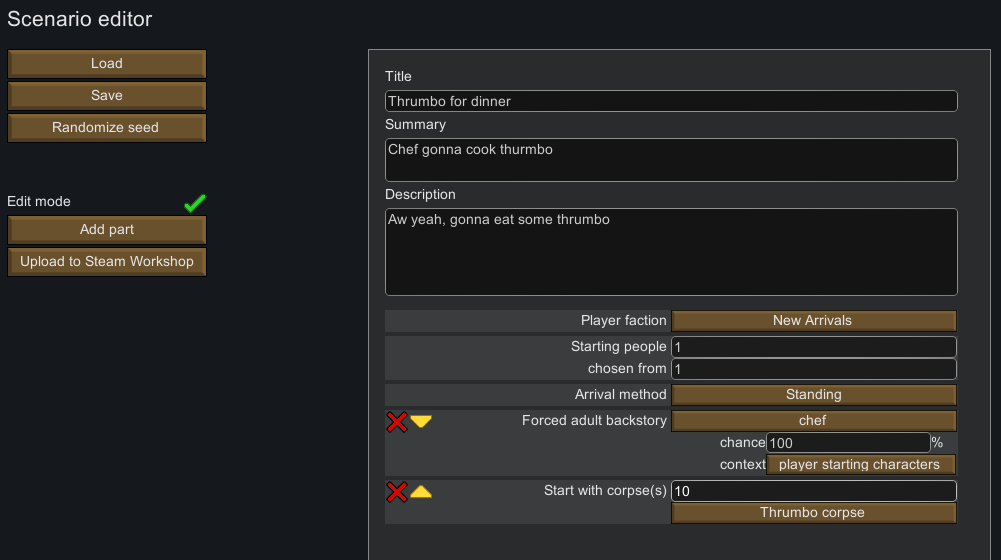 Scenario editor
Load
Save
Randomize seed
Edit mode
Add part
Upload to Steam Workshop
Title
Thrumbo for dinner
Summary
Chef gonna cook thurmbo
Description
Aw yeah, gonna eat some thrumbo
Player faction New Arrivals
Starting people 1
chosen from 1
Arrival method Standing
Forced adult backstory chef
chance 100 %
context player starting characters
Start with corpse(s) 10
Thrumbo corpse